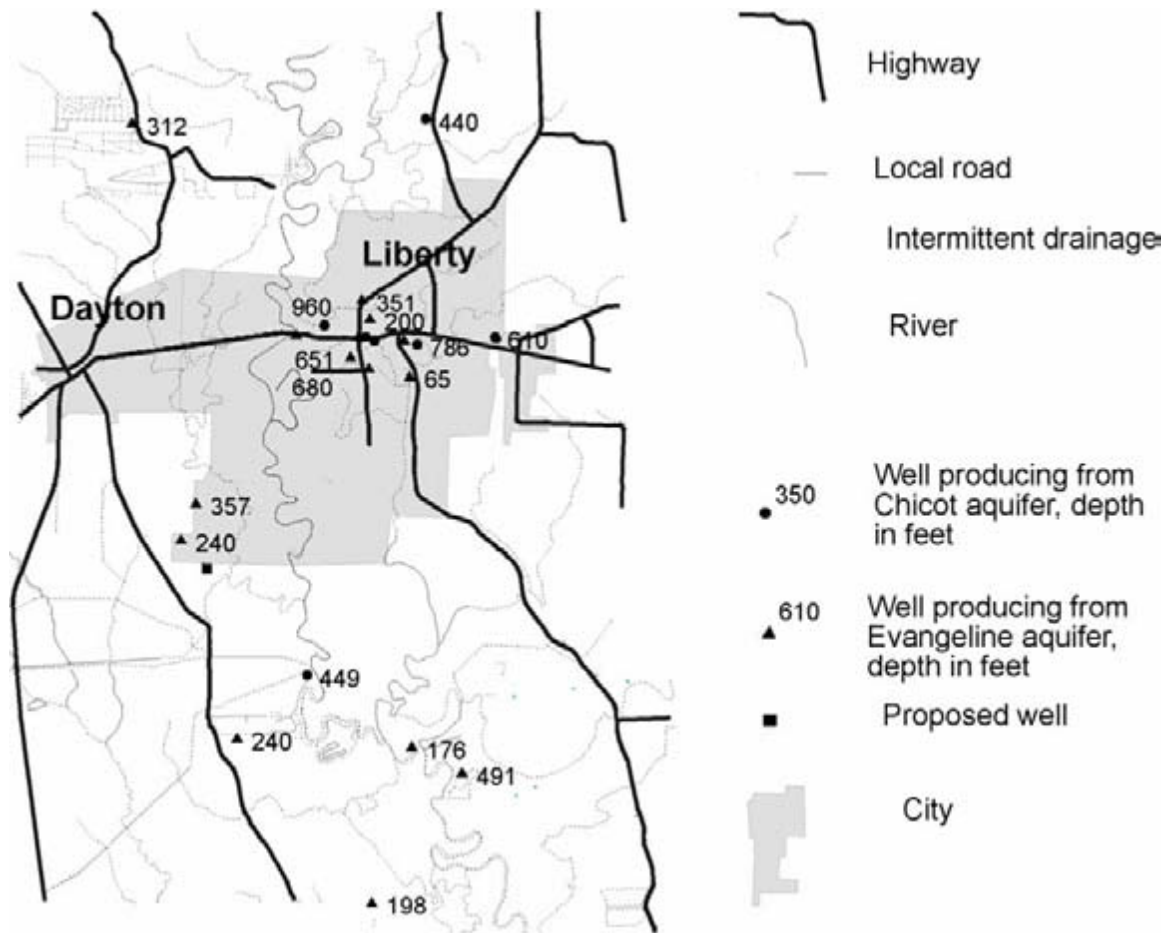 312
440
Liberty
Dayton
960
351
200
786
610
651
680
65
357
240
449
240
176
491
198
Highway
Local road
Intermittent drainage
River
350
Well producing from
Chicot aquifer, depth
in feet
610
Well producing from
Evangeline aquifer,
depth in feet
Proposed well
City